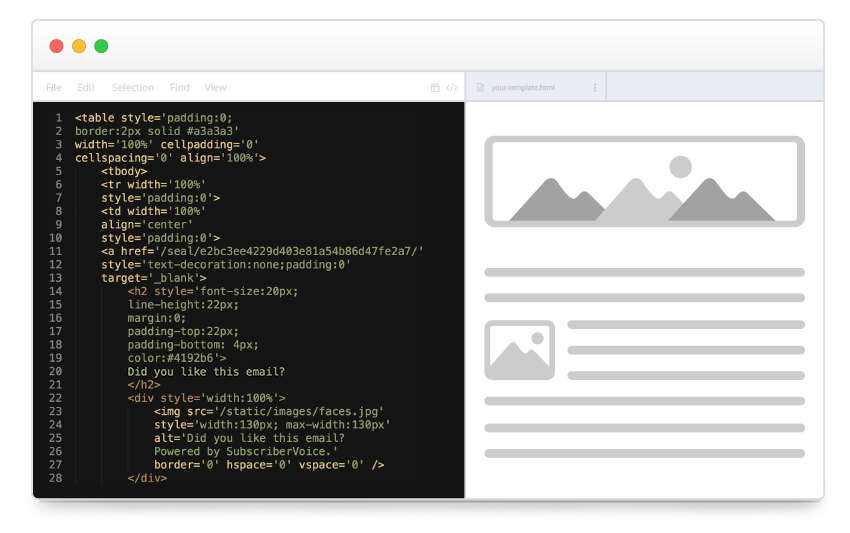 File Edit Selection Find View </> your-template.html
1 <table style='padding:0;
2 border:2px solid #a3a3a3'
3 width='100%' cellpadding='0'
4 cellspacing='0' align='100%'>
5 <tbody>
6 <tr width='100%'
7 style='padding:0'>
8 <td width='100%'
9 align='center'
10 style='padding:0'>
11 <a href='/seal/e2bc3ee4229d403e81a54b86d47fe2a7/'
12 style='text-decoration:none;padding:0'
13 target='_blank'>
14 <h2 style='font-size:20px;
15 line-height:22px;
16 margin:0;
17 padding-top:22px;
18 padding-bottom: 4px;
19 color:#4192b6'>
20 Did you like this email?
21 </h2>
22 <div style='width:100%'>
23 <img src='/static/images/faces.jpg'
24 style='width:130px; max-width:130px'
25 alt='Did you like this email?
26 Powered by SubscriberVoice.'
27 border='0' hspace='0' vspace='0' />
28 </div>